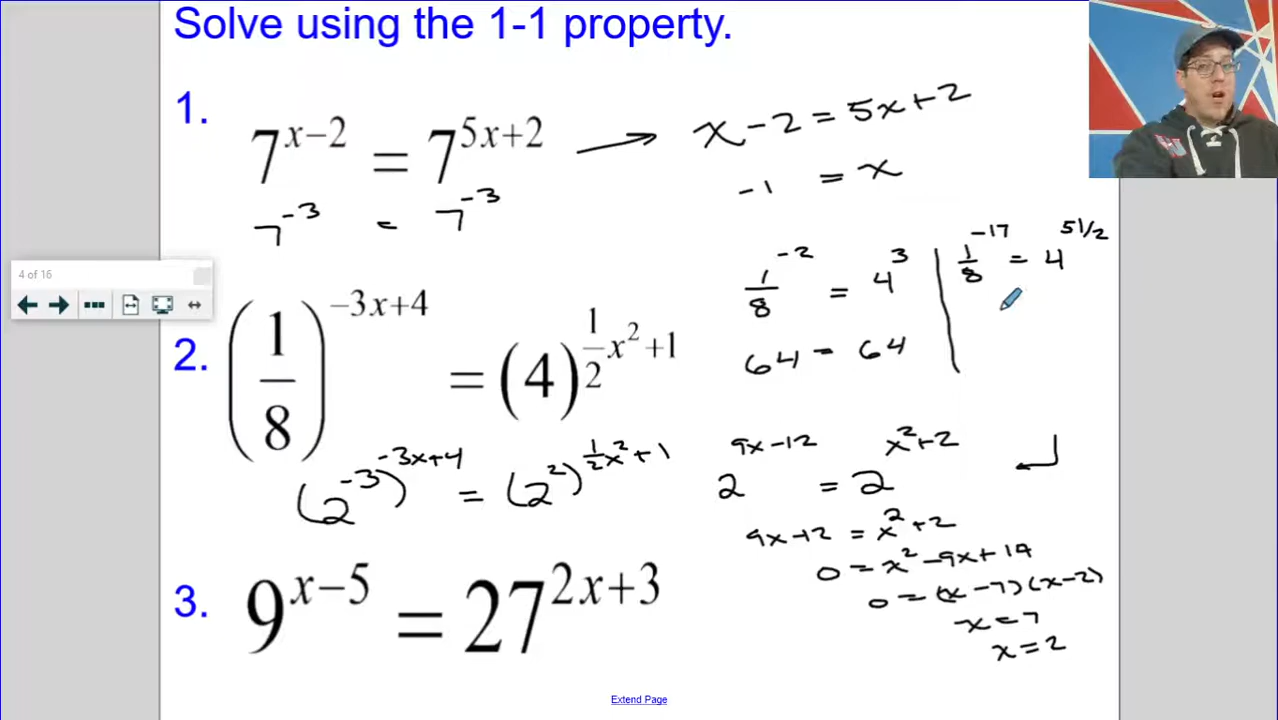 Solve using the 1-1 property.
1. 7^{x-2} = 7^{5x+2} → x-2 = 5x+2
-1 = x
7^{-3} = 7^{-3}
4 of 16
1/8^{-2} = 4^3 | 1/8^{-17} = 4^{51/2}
64 = 64
2. (1/8)^{-3x+4} = (4)^{1/2 x^2+1}
(2^{-3})^{-3x+4} = (2^2)^{1/2 x^2+1} 2^{9x-12} = 2^{x^2+2}
9x-12 = x^2+2
0 = x^2-9x+14
0 = (x-7)(x-2)
x=7
x=2
3. 9^{x-5} = 27^{2x+3}
Extend Page